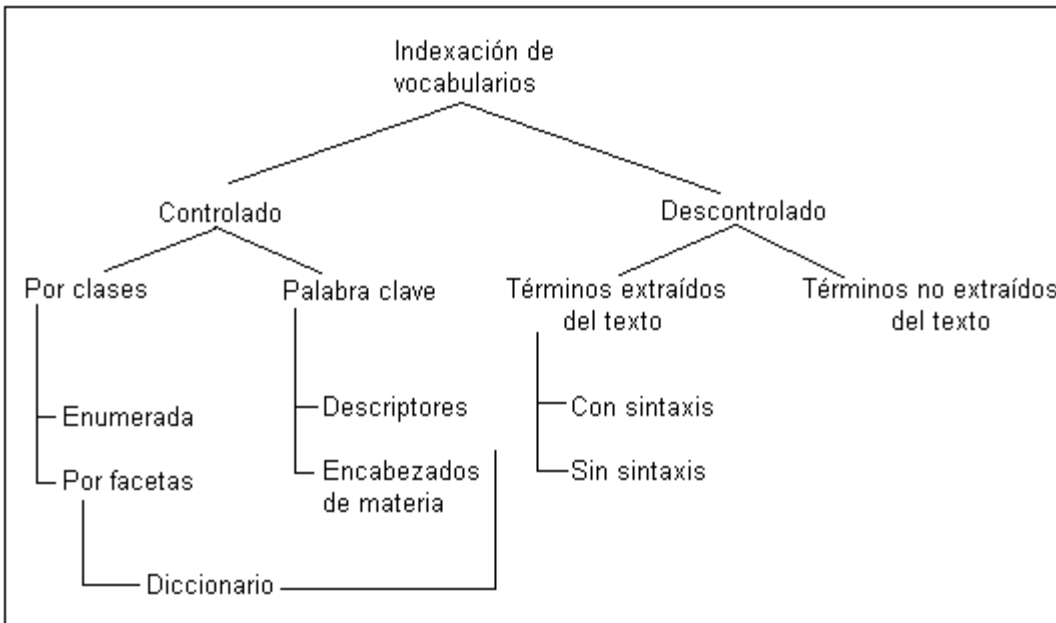 Indexación de
vocabularios
Controlado
Descontrolado
Por clases
Palabra clave
Términos extraídos
del texto
Términos no extraídos
del texto
Enumerada
Descriptores
Con sintaxis
Por facetas
Encabezados
de materia
Sin sintaxis
Diccionario